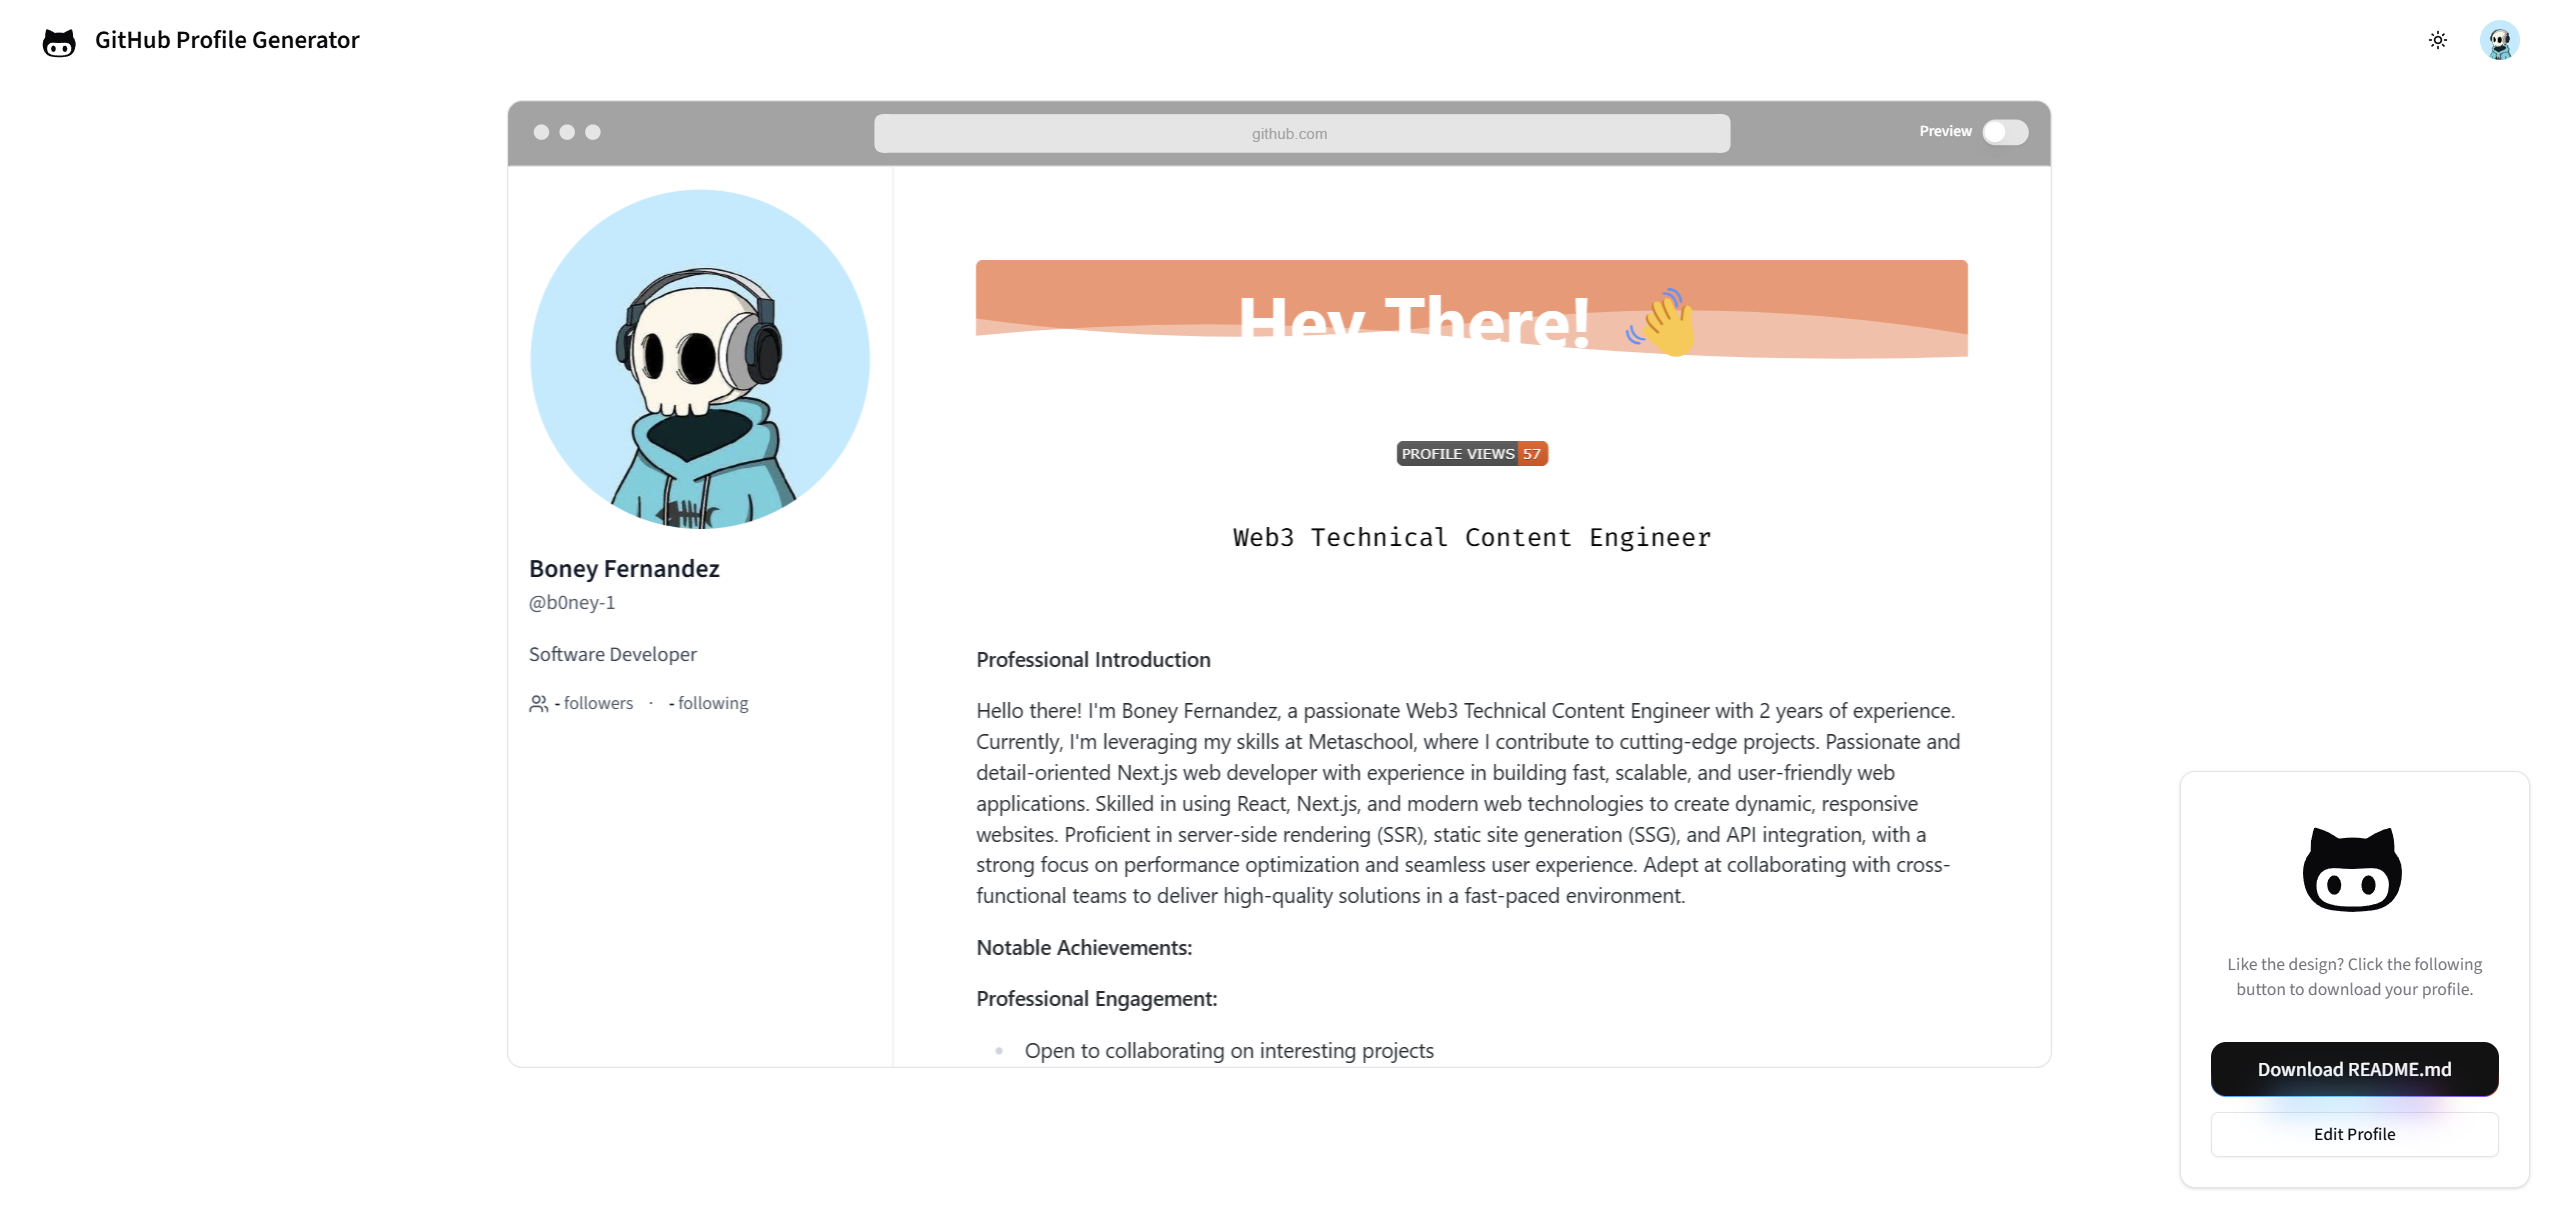 GitHub Profile Generator
github.com
Preview
Boney Fernandez
@b0ney-1
Software Developer
- followers · - following
Hey There! 👋
PROFILE VIEWS 57
Web3 Technical Content Engineer
Professional Introduction
Hello there! I'm Boney Fernandez, a passionate Web3 Technical Content Engineer with 2 years of experience.
Currently, I'm leveraging my skills at Metaschool, where I contribute to cutting-edge projects. Passionate and
detail-oriented Next.js web developer with experience in building fast, scalable, and user-friendly web
applications. Skilled in using React, Next.js, and modern web technologies to create dynamic, responsive
websites. Proficient in server-side rendering (SSR), static site generation (SSG), and API integration, with a
strong focus on performance optimization and seamless user experience. Adept at collaborating with cross-
functional teams to deliver high-quality solutions in a fast-paced environment.
Notable Achievements:
Professional Engagement:
• Open to collaborating on interesting projects
Like the design? Click the following
button to download your profile.
Download README.md
Edit Profile